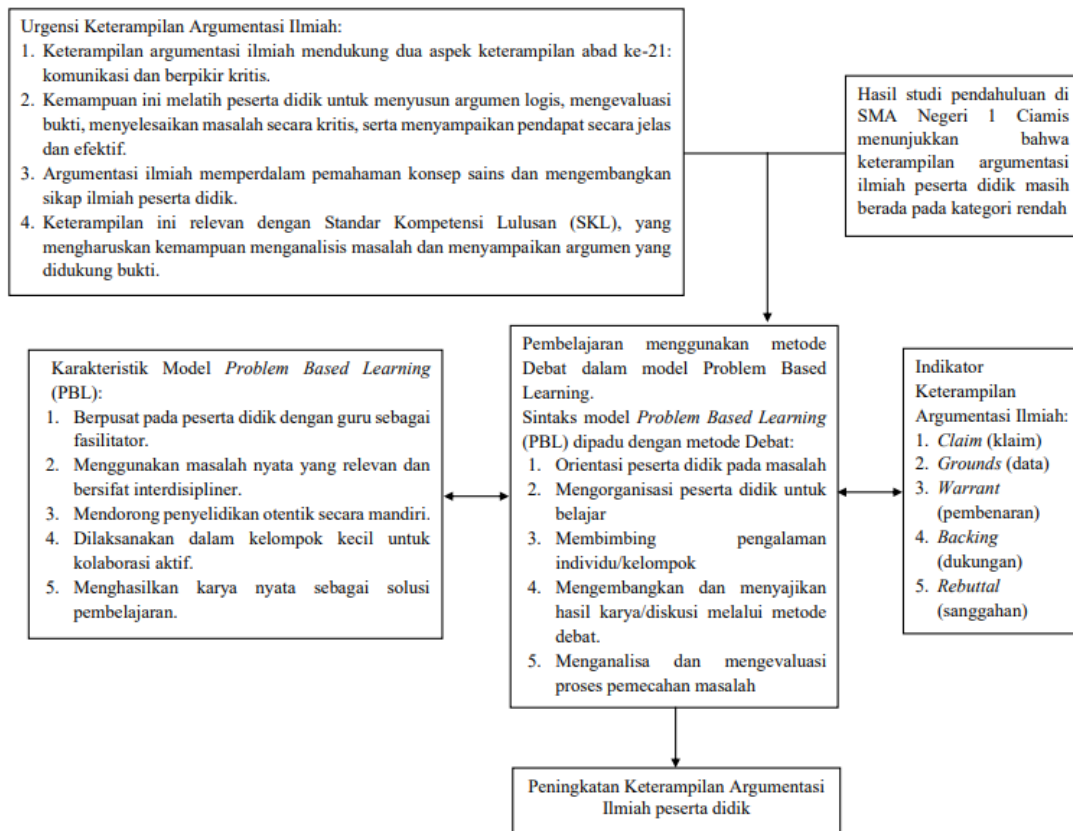 Urgensi Keterampilan Argumentasi Ilmiah:
1. Keterampilan argumentasi ilmiah mendukung dua aspek keterampilan abad ke-21:
komunikasi dan berpikir kritis.
2. Kemampuan ini melatih peserta didik untuk menyusun argumen logis, mengevaluasi
bukti, menyelesaikan masalah secara kritis, serta menyampaikan pendapat secara jelas
dan efektif.
3. Argumentasi ilmiah memperdalam pemahaman konsep sains dan mengembangkan
sikap ilmiah peserta didik.
4. Keterampilan ini relevan dengan Standar Kompetensi Lulusan (SKL), yang
mengharuskan kemampuan menganalisis masalah dan menyampaikan argumen yang
didukung bukti.
Hasil studi pendahuluan di
SMA Negeri 1 Ciamis
menunjukkan bahwa
keterampilan argumentasi
ilmiah peserta didik masih
berada pada kategori rendah
Karakteristik Model Problem Based Learning
(PBL):
1. Berpusat pada peserta didik dengan guru sebagai
fasilitator.
2. Menggunakan masalah nyata yang relevan dan
bersifat interdisipliner.
3. Mendorong penyelidikan otentik secara mandiri.
4. Dilaksanakan dalam kelompok kecil untuk
kolaborasi aktif.
5. Menghasilkan karya nyata sebagai solusi
pembelajaran.
Pembelajaran menggunakan metode
Debat dalam model Problem Based
Learning.
Sintaks model Problem Based Learning
(PBL) dipadu dengan metode Debat:
1. Orientasi peserta didik pada masalah
2. Mengorganisasi peserta didik untuk
belajar
3. Membimbing pengalaman
individu/kelompok
4. Mengembangkan dan menyajikan
hasil karya/diskusi melalui metode
debat.
5. Menganalisa dan mengevaluasi
proses pemecahan masalah
Indikator
Keterampilan
Argumentasi Ilmiah:
1. Claim (klaim)
2. Grounds (data)
3. Warrant
(pembenaran)
4. Backing
(dukungan)
5. Rebuttal
(sanggahan)
Peningkatan Keterampilan Argumentasi
Ilmiah peserta didik